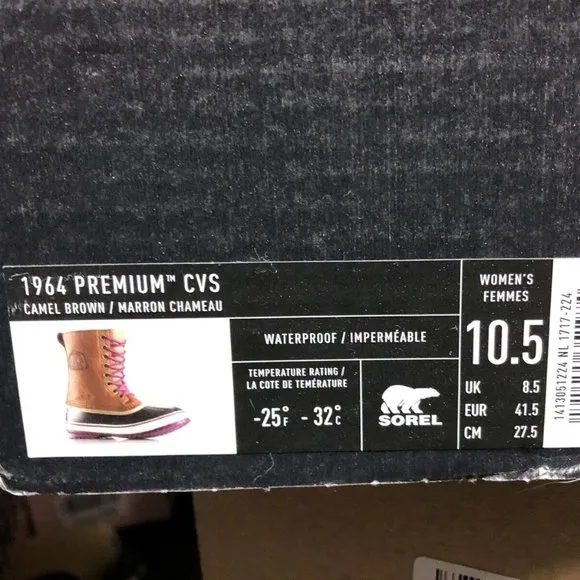 1964 PREMIUM™ CVS
CAMEL BROWN / MARRON CHAMEAU
WATERPROOF / IMPERMÉABLE
TEMPERATURE RATING /
LA COTE DE TEMÉRATURE
-25°F -32°C
SOREL
WOMEN'S
FEMMES
10.5
UK 8.5
EUR 41.5
CM 27.5
1413051224 NL 1717-224